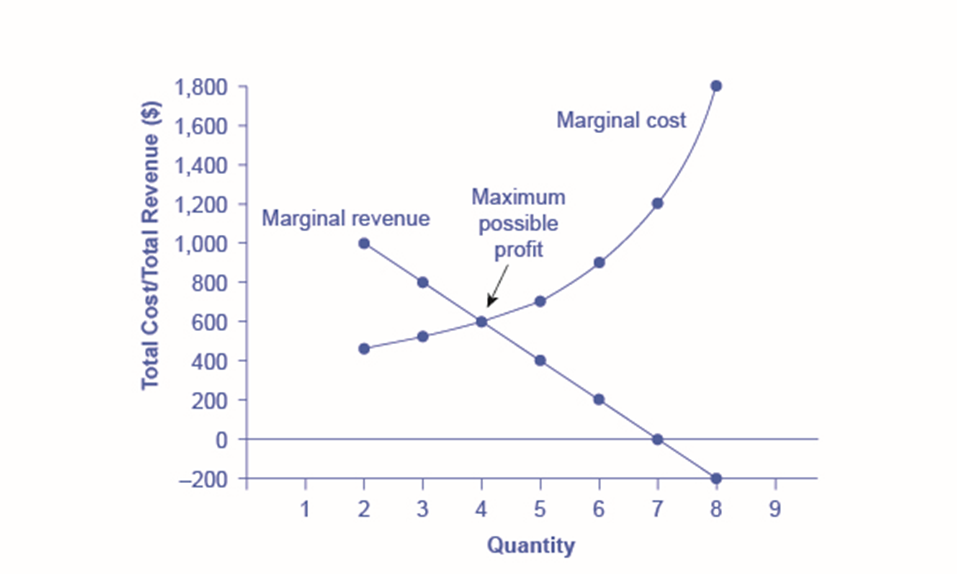 Total Cost/Total Revenue ($)
1,800
1,600
1,400
1,200
1,000
800
600
400
200
0
–200
Marginal cost
Maximum
possible
profit
Marginal revenue
1 2 3 4 5 6 7 8 9
Quantity